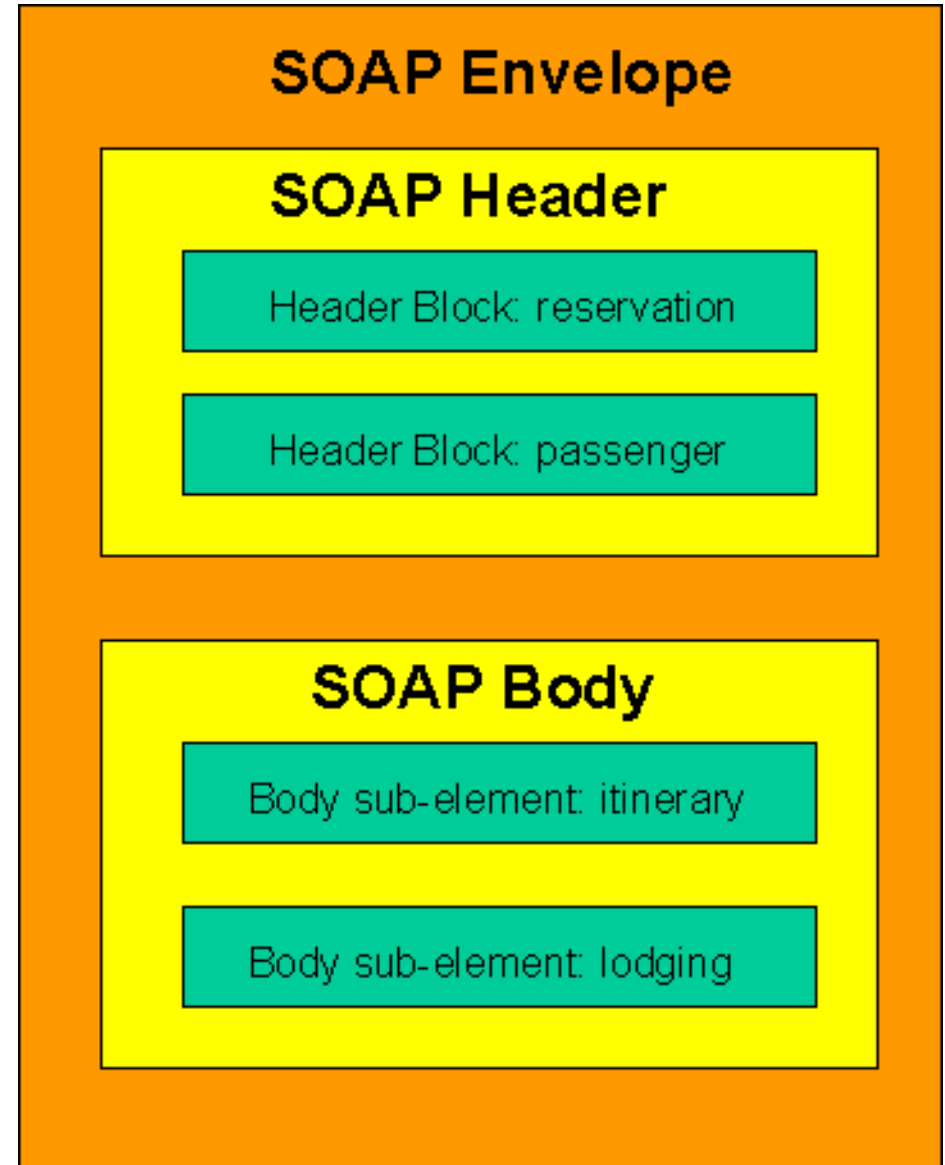 SOAP Envelope
SOAP Header
Header Block: reservation
Header Block: passenger
SOAP Body
Body sub-element: itinerary
Body sub-element: lodging